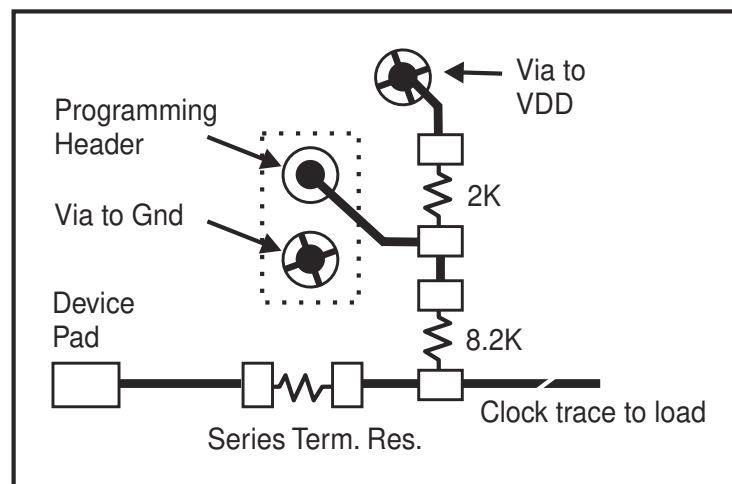 Via to
VDD
Programming
Header
2K
Via to Gnd
Device
Pad
8.2K
Clock trace to load
Series Term. Res.